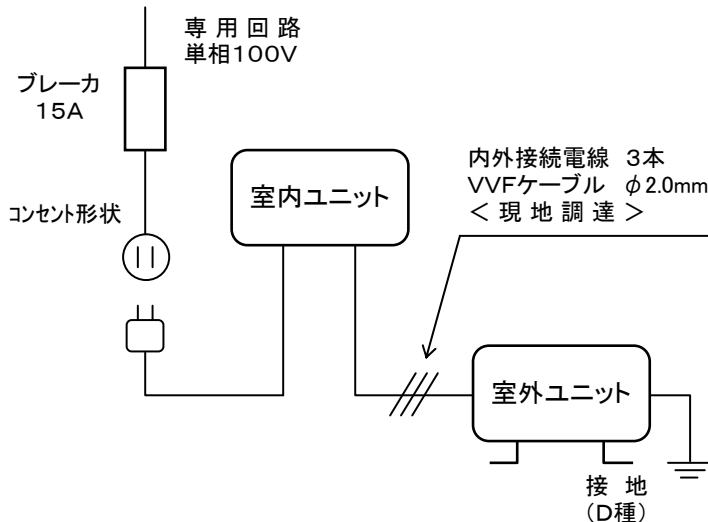 専用回路
単相100V
ブレーカ
15A
コンセント形状
室内ユニット
内外接続電線 3本
VVFケーブル φ2.0mm
<現地調達>
室外ユニット
接地
(D種)